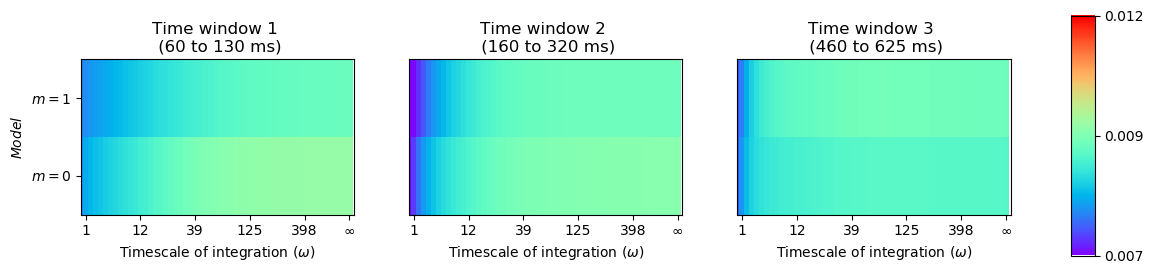 Time window 1
(60 to 130 ms)
Time window 2
(160 to 320 ms)
Time window 3
(460 to 625 ms)
Model
m = 1
m = 0
1 12 39 125 398 ∞
1 12 39 125 398 ∞
1 12 39 125 398 ∞
Timescale of integration (ω)
Timescale of integration (ω)
Timescale of integration (ω)
0.012
0.009
0.007